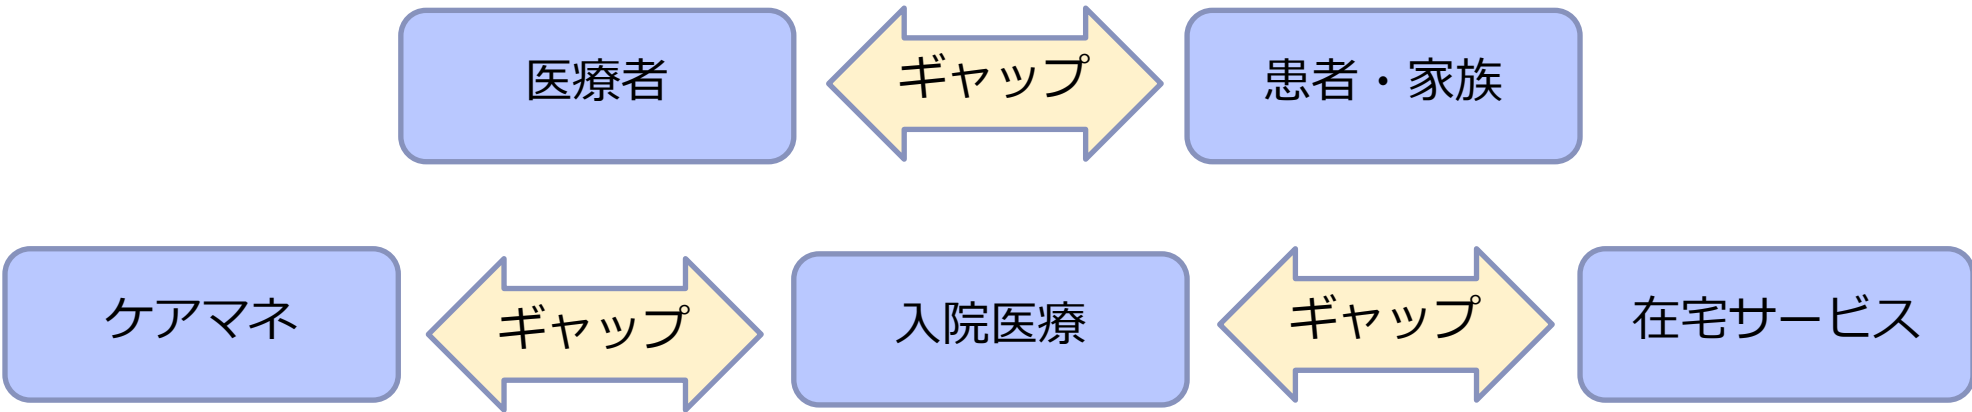 医療者
ギャップ
患者・家族
ケアマネ
ギャップ
入院医療
ギャップ
在宅サービス